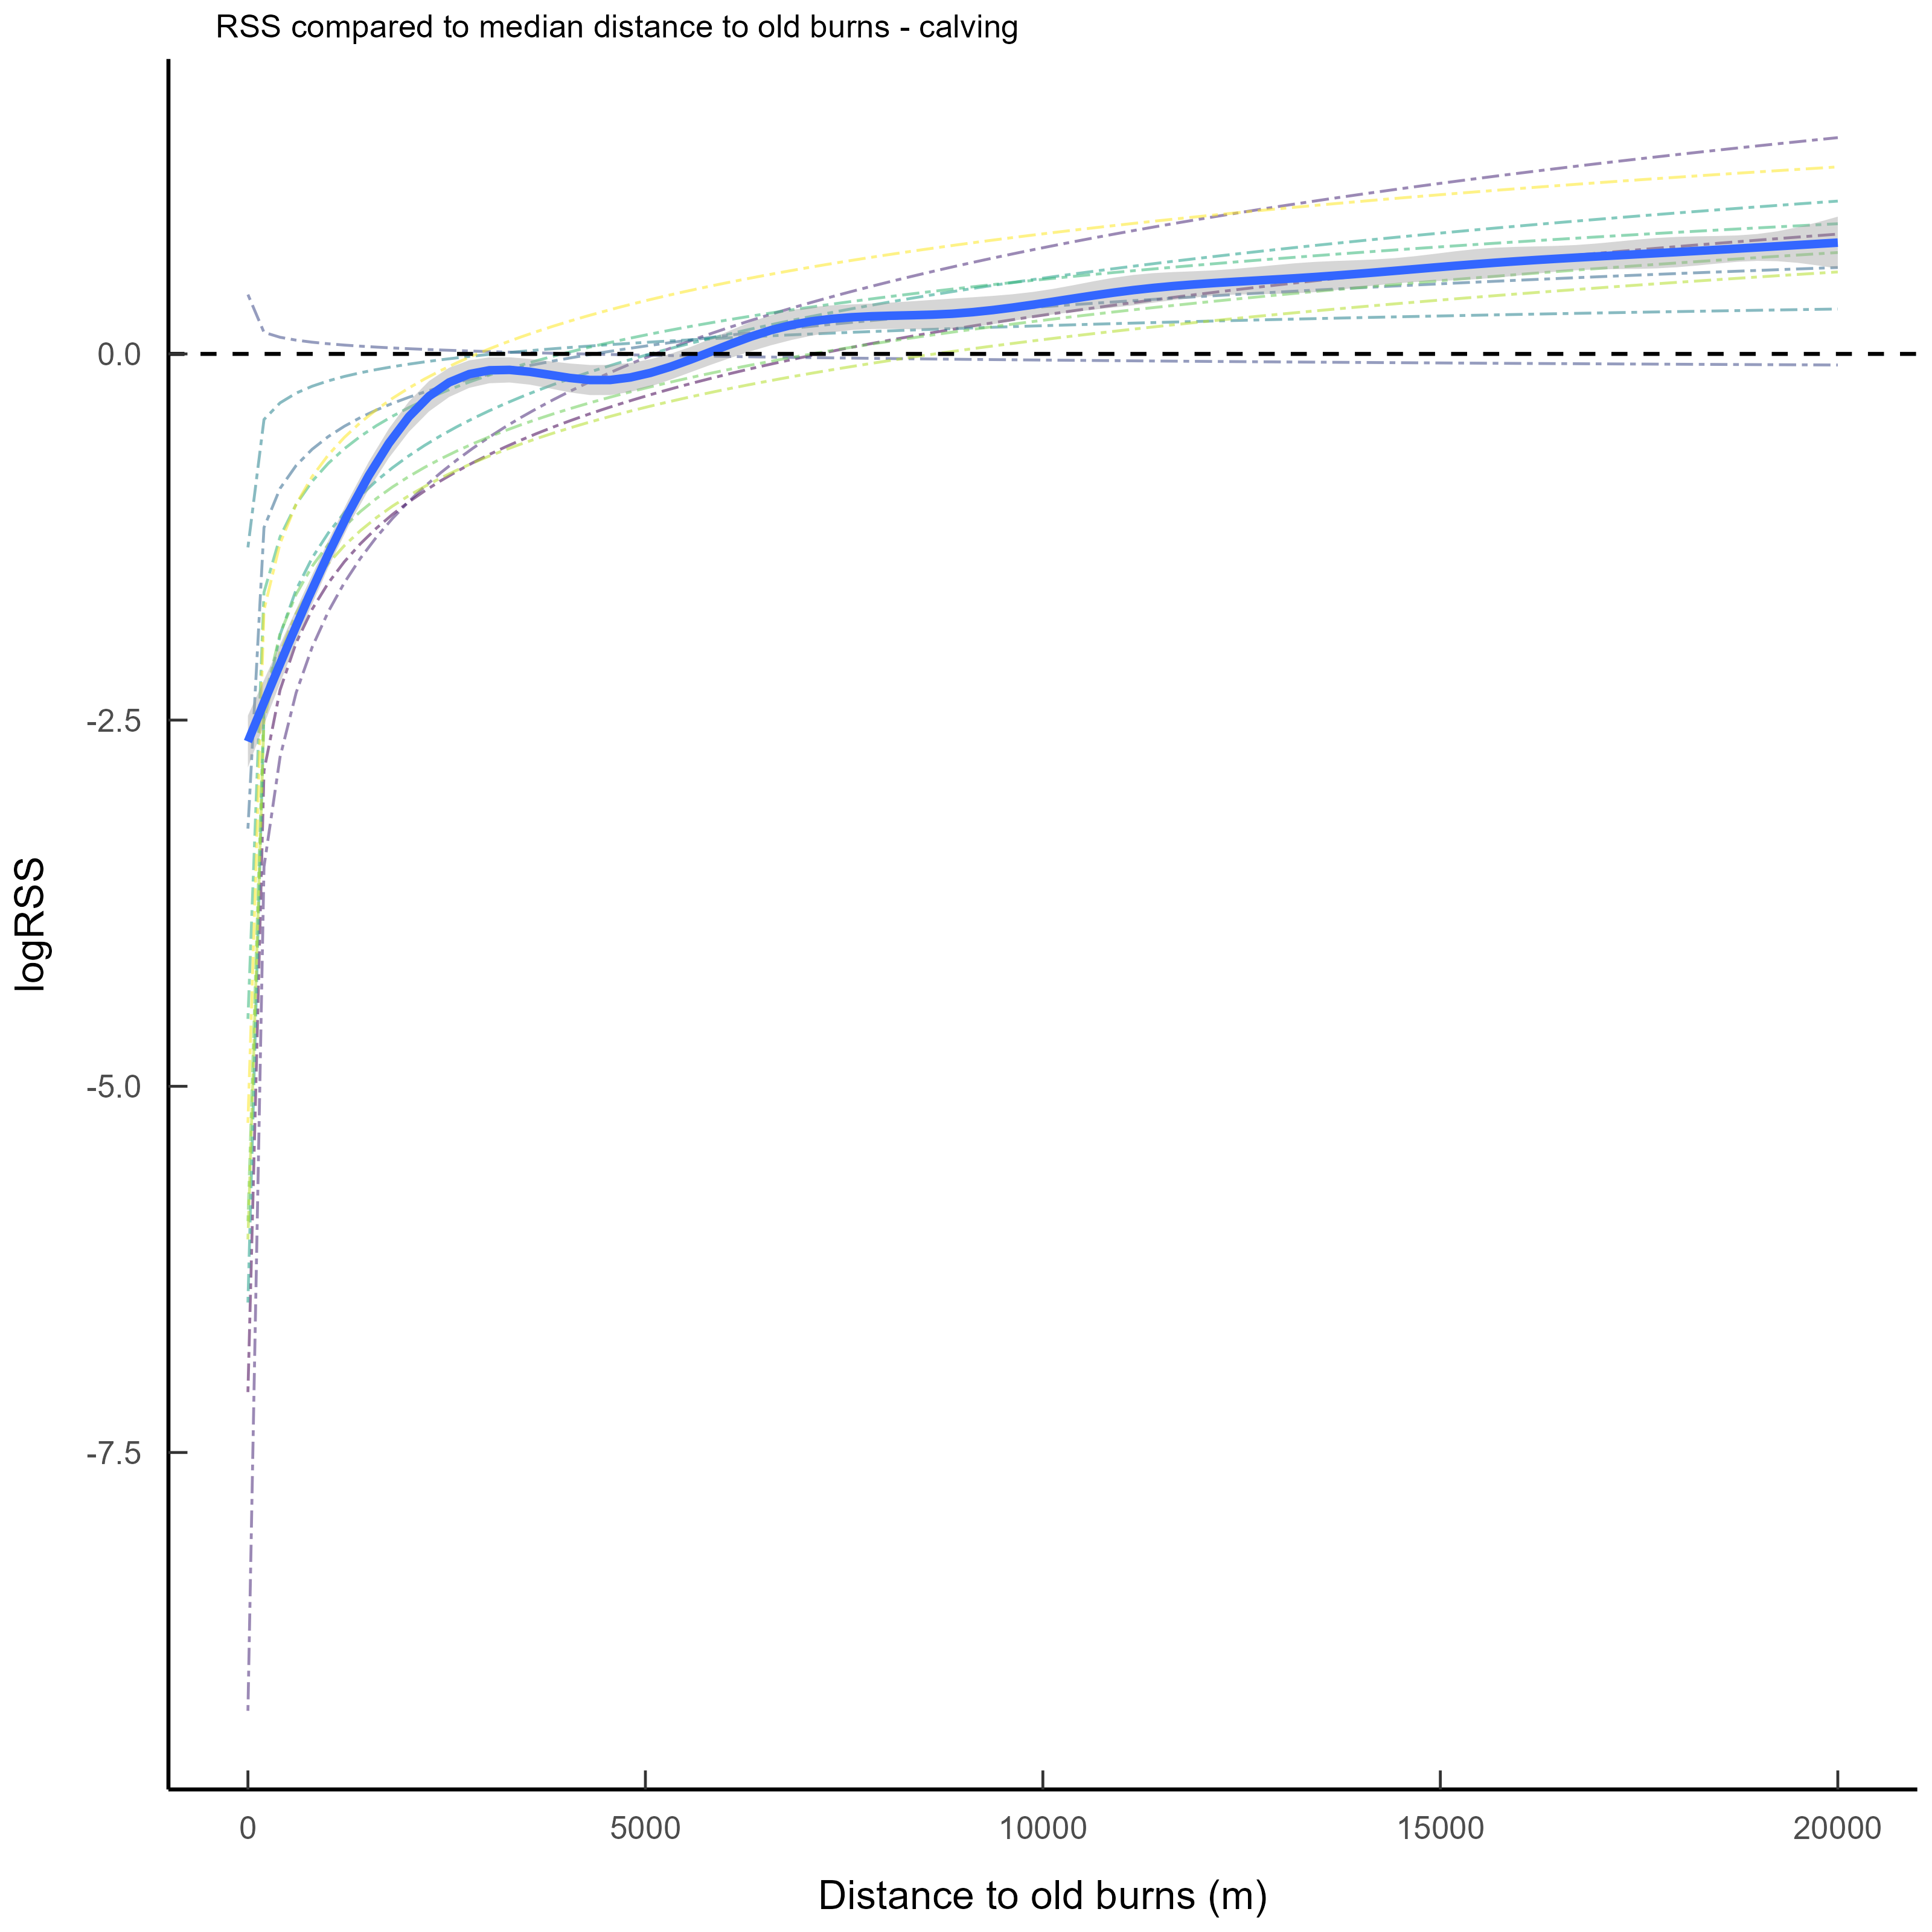 RSS compared to median distance to old burns - calving
0.0
-2.5
-5.0
-7.5
logRSS
0 5000 10000 15000 20000
Distance to old burns (m)